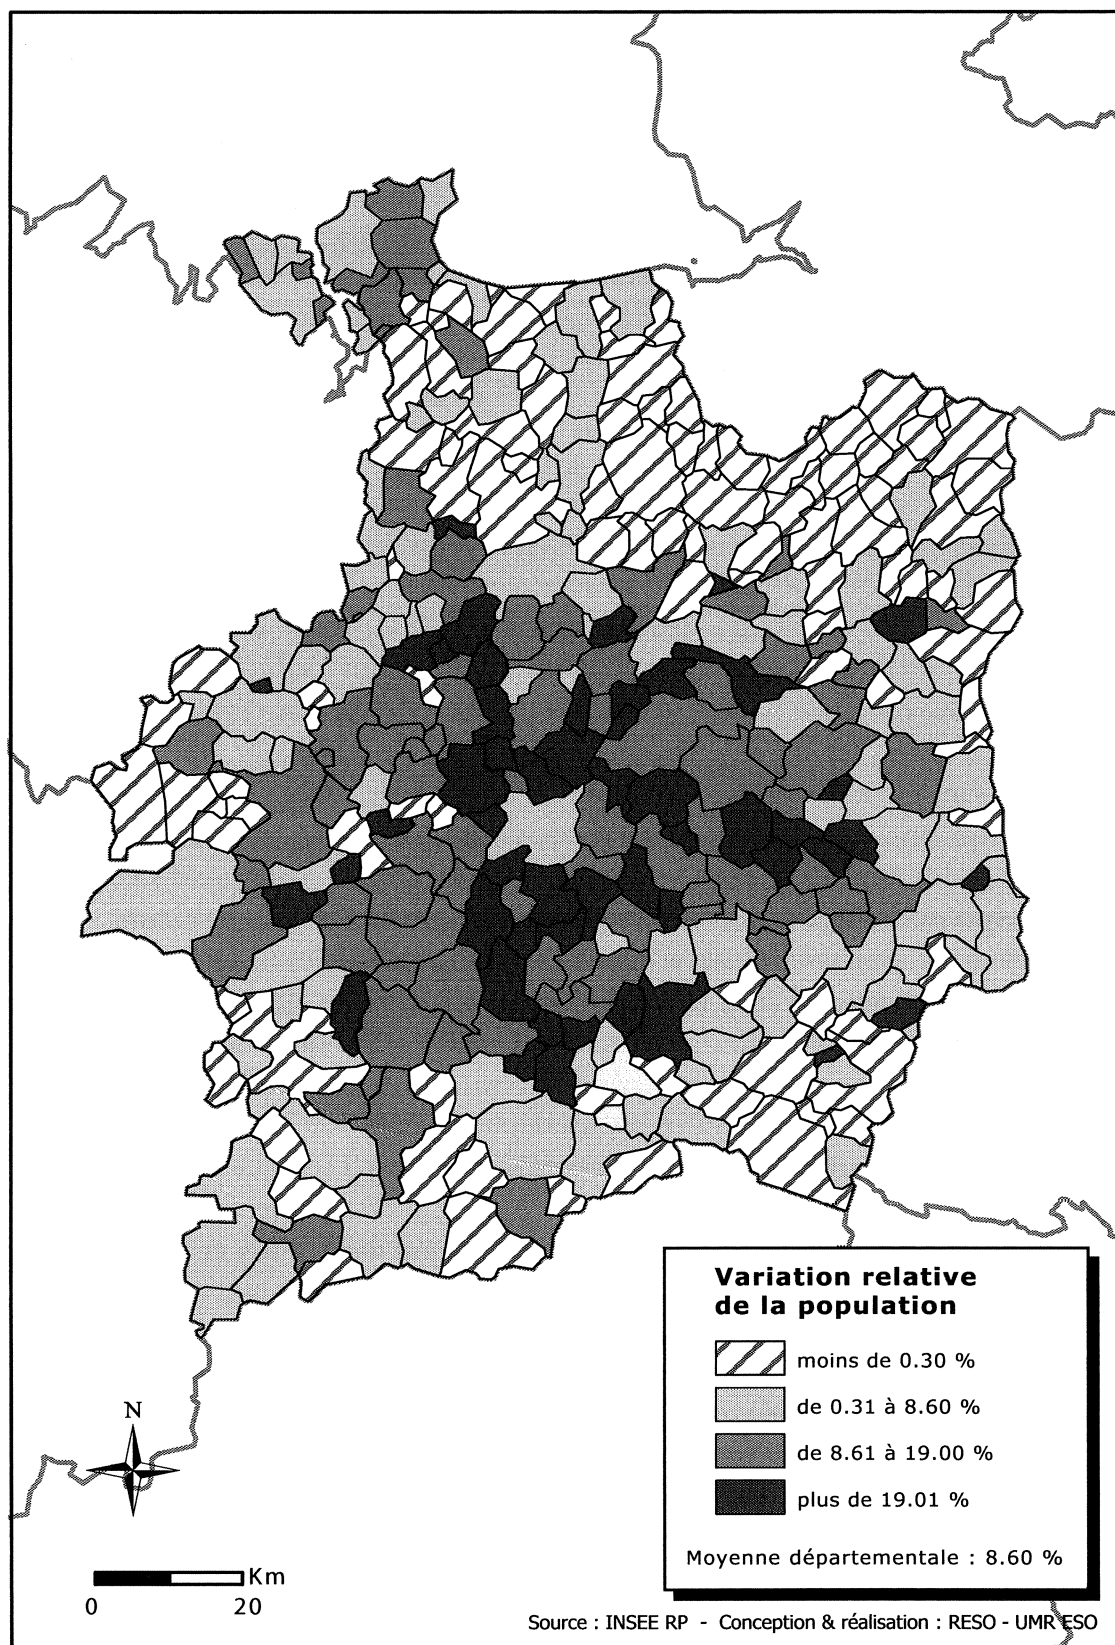 Variation relative
de la population
moins de 0.30 %
de 0.31 à 8.60 %
de 8.61 à 19.00 %
plus de 19.01 %
Moyenne départementale : 8.60 %
N
Km
0 20
Source : INSEE RP - Conception & réalisation : RESO - UMR ESO